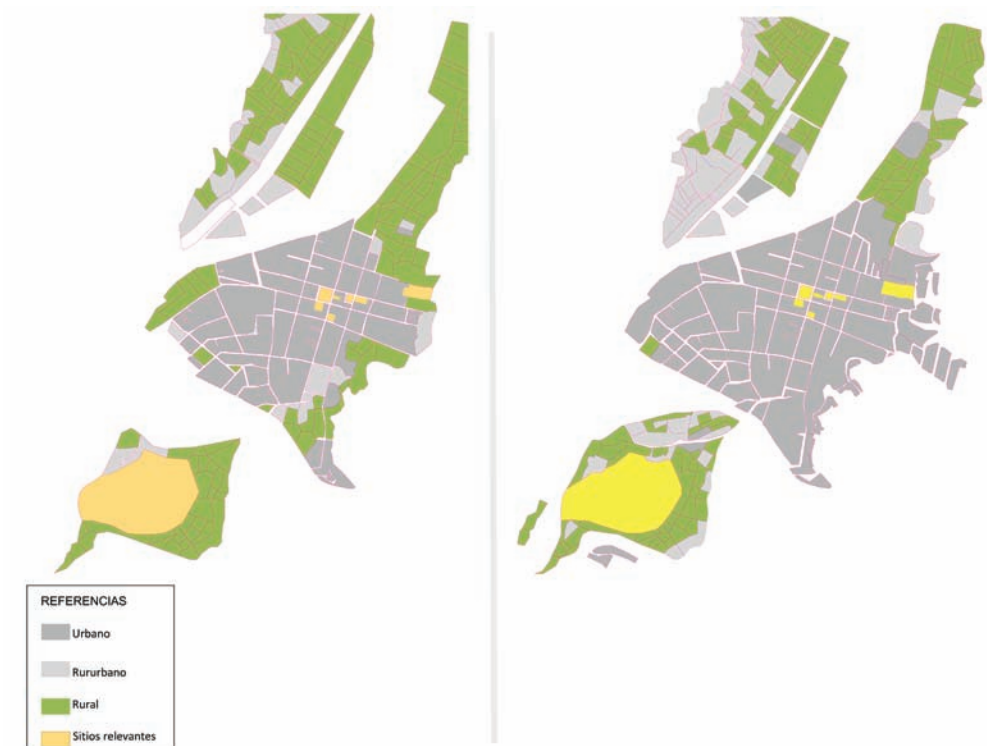 REFERENCIAS
Urbano
Rururbano
Rural
Sitios relevantes